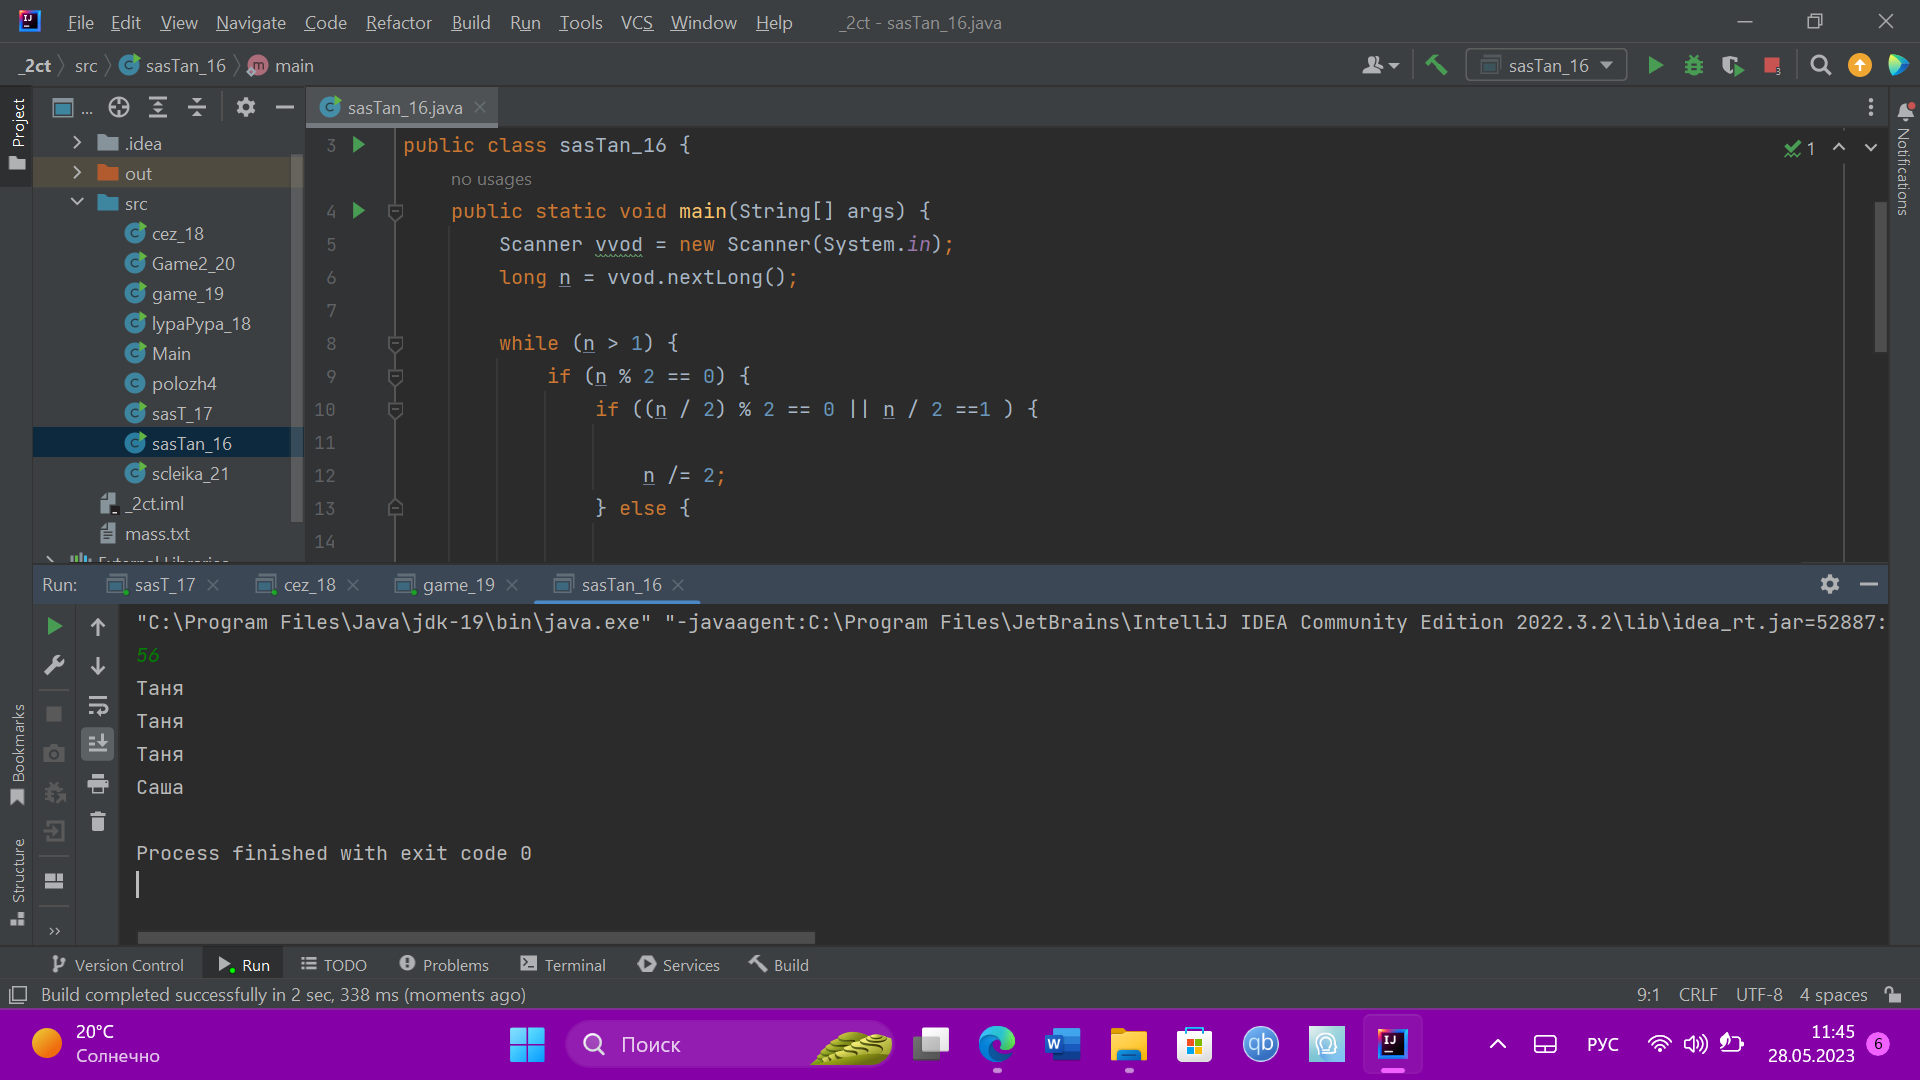 File Edit View Navigate Code Refactor Build Run Tools VCS Window Help _2ct - sasTan_16.java
_2ct src sasTan_16 main sasTan_16
Project
... sasTan_16.java
.idea
out
src
cez_18
Game2_20
game_19
lypaPypa_18
Main
polozh4
sasT_17
sasTan_16
scleika_21
_2ct.iml
mass.txt
External Libraries
3 public class sasTan_16 {
no usages
4 public static void main(String[] args) {
5 Scanner vvod = new Scanner(System.in);
6 long n = vvod.nextLong();
7
8 while (n > 1) {
9 if (n % 2 == 0) {
10 if ((n / 2) % 2 == 0 || n / 2 ==1 ) {
11
12 n /= 2;
13 } else {
14
1
Notifications
Run: sasT_17 cez_18 game_19 sasTan_16
"C:\Program Files\Java\jdk-19\bin\java.exe" "-javaagent:C:\Program Files\JetBrains\IntelliJ IDEA Community Edition 2022.3.2\lib\idea_rt.jar=52887:
56
Таня
Таня
Таня
Саша
Process finished with exit code 0
Bookmarks
Structure
Version Control Run TODO Problems Terminal Services Build
Build completed successfully in 2 sec, 338 ms (moments ago) 9:1 CRLF UTF-8 4 spaces
20°C
Солнечно
Поиск
РУС
11:45
28.05.2023
6